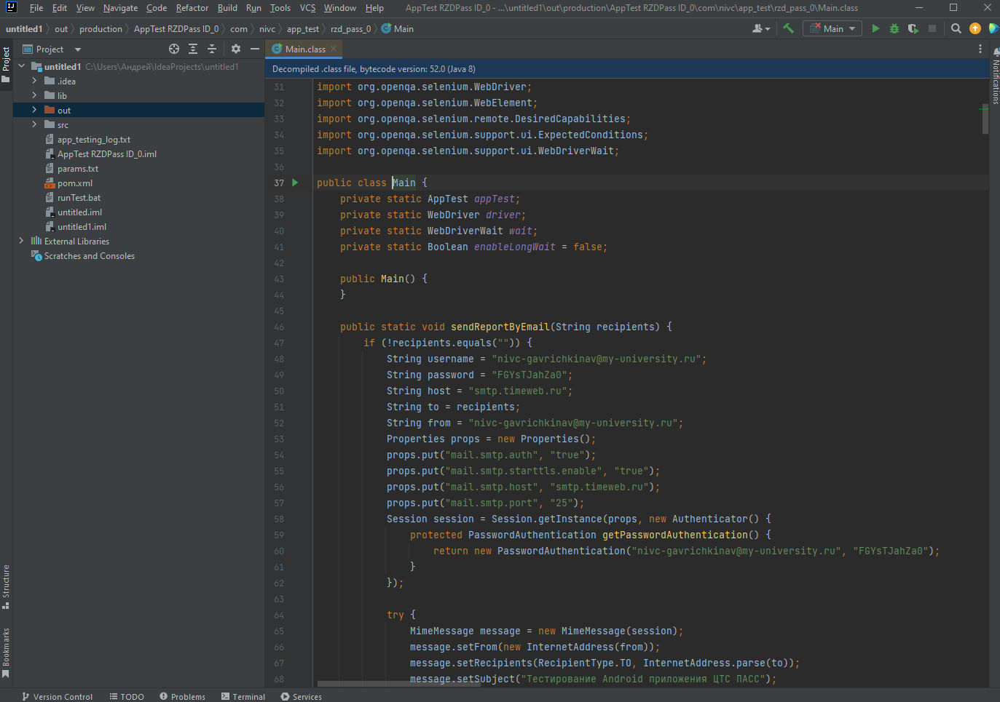 File Edit View Navigate Code Refactor Build Run Tools VCS Window Help AppTest RZDPass ID_0 - ...\untitled1\out\production\AppTest RZDPass ID_0\com\nivc\app_test\rzd_pass_0\Main.class
untitled1 out production AppTest RZDPass ID_0 com nivc app_test rzd_pass_0 Main Main
Project
Structure
Bookmarks
Project
untitled1 C:\Users\Андрей\IdeaProjects\untitled1
.idea
lib
out
src
app_testing_log.txt
AppTest RZDPass ID_0.iml
params.txt
pom.xml
runTest.bat
untitled.iml
untitled1.iml
External Libraries
Scratches and Consoles
Main.class
Decompiled .class file, bytecode version: 52.0 (Java 8)
31 import org.openqa.selenium.WebDriver;
32 import org.openqa.selenium.WebElement;
33 import org.openqa.selenium.remote.DesiredCapabilities;
34 import org.openqa.selenium.support.ui.ExpectedConditions;
35 import org.openqa.selenium.support.ui.WebDriverWait;
36
37 public class Main {
38 private static AppTest appTest;
39 private static WebDriver driver;
40 private static WebDriverWait wait;
41 private static Boolean enableLongWait = false;
42
43 public Main() {
44 }
45
46 public static void sendReportByEmail(String recipients) {
47 if (!recipients.equals("")) {
48 String username = "nivc-gavrichkinav@my-university.ru";
49 String password = "FGYsTJahZa0";
50 String host = "smtp.timeweb.ru";
51 String to = recipients;
52 String from = "nivc-gavrichkinav@my-university.ru";
53 Properties props = new Properties();
54 props.put("mail.smtp.auth", "true");
55 props.put("mail.smtp.starttls.enable", "true");
56 props.put("mail.smtp.host", "smtp.timeweb.ru");
57 props.put("mail.smtp.port", "25");
58 Session session = Session.getInstance(props, new Authenticator() {
59 protected PasswordAuthentication getPasswordAuthentication() {
60 return new PasswordAuthentication("nivc-gavrichkinav@my-university.ru", "FGYsTJahZa0");
61 }
62 });
63
64 try {
65 MimeMessage message = new MimeMessage(session);
66 message.setFrom(new InternetAddress(from));
67 message.setRecipients(RecipientType.TO, InternetAddress.parse(to));
68 message.setSubject("Тестирование Android приложения ЦТС ПАСС");
Notifications
Version Control TODO Problems Terminal Services